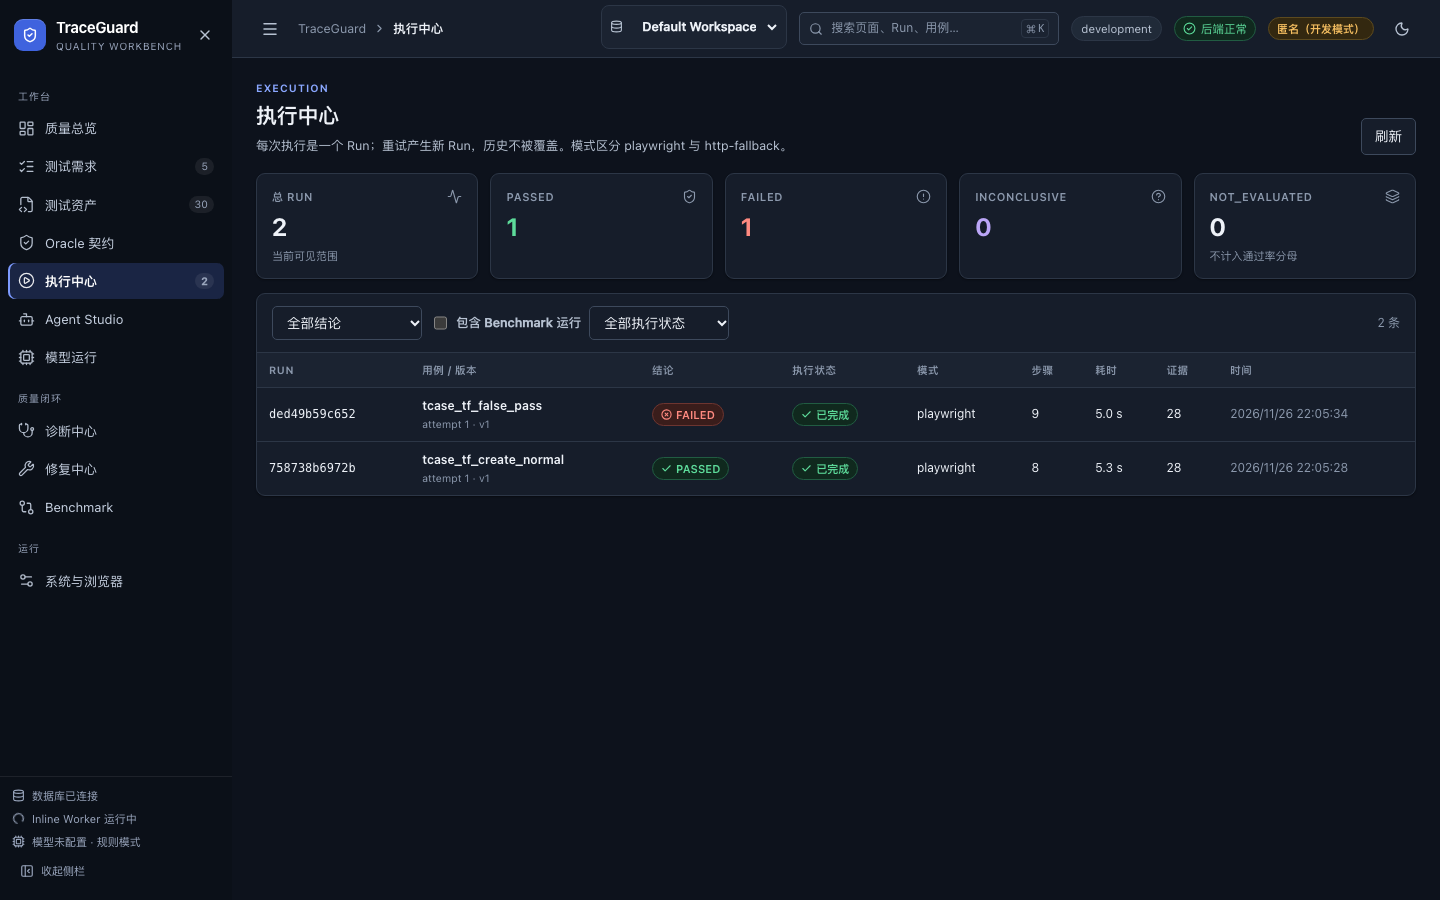 TraceGuard
QUALITY WORKBENCH
工作台
质量总览
测试需求 5
测试资产 30
Oracle 契约
执行中心 2
Agent Studio
模型运行
质量闭环
诊断中心
修复中心
Benchmark
运行
系统与浏览器
数据库已连接
Inline Worker 运行中
模型未配置 · 规则模式
收起侧栏
TraceGuard > 执行中心
Default Workspace
搜索页面、Run、用例... ⌘K
development
后端正常
匿名（开发模式）
EXECUTION
执行中心
每次执行是一个 Run；重试产生新 Run，历史不被覆盖。模式区分 playwright 与 http-fallback。
刷新
总 RUN
2
当前可见范围
PASSED
1
FAILED
1
INCONCLUSIVE
0
NOT_EVALUATED
0
不计入通过率分母
全部结论 包含 Benchmark 运行 全部执行状态 2 条
RUN 用例 / 版本 结论 执行状态 模式 步骤 耗时 证据 时间
ded49b59c652 tcase_tf_false_pass FAILED 已完成 playwright 9 5.0 s 28 2026/11/26 22:05:34
attempt 1 · v1
758738b6972b tcase_tf_create_normal PASSED 已完成 playwright 8 5.3 s 28 2026/11/26 22:05:28
attempt 1 · v1